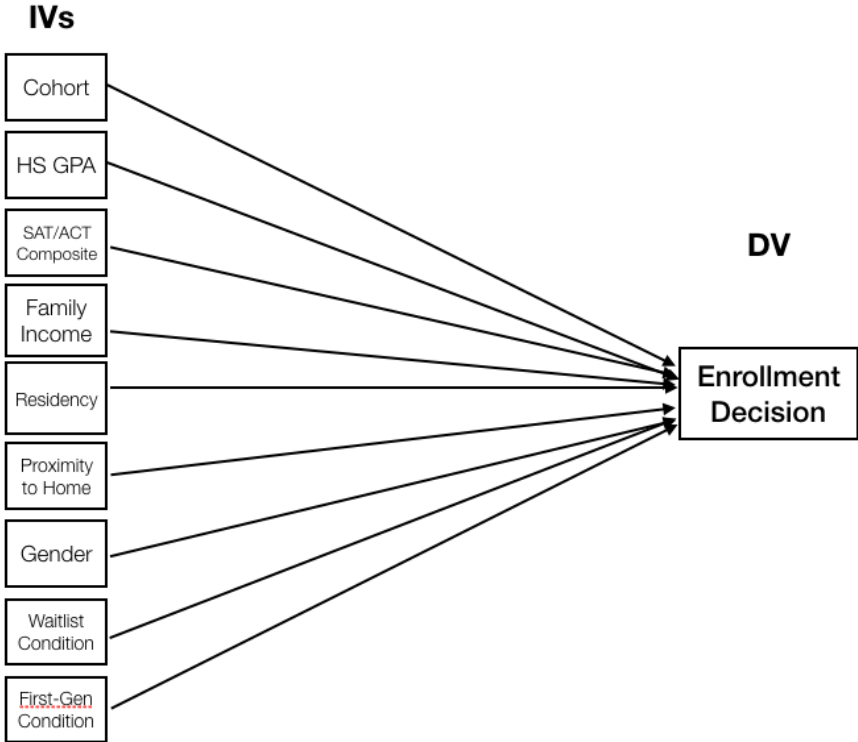 IVs
Cohort
HS GPA
SAT/ACT
Composite
Family
Income
Residency
Proximity
to Home
Gender
Waitlist
Condition
First-Gen
Condition
DV
Enrollment
Decision